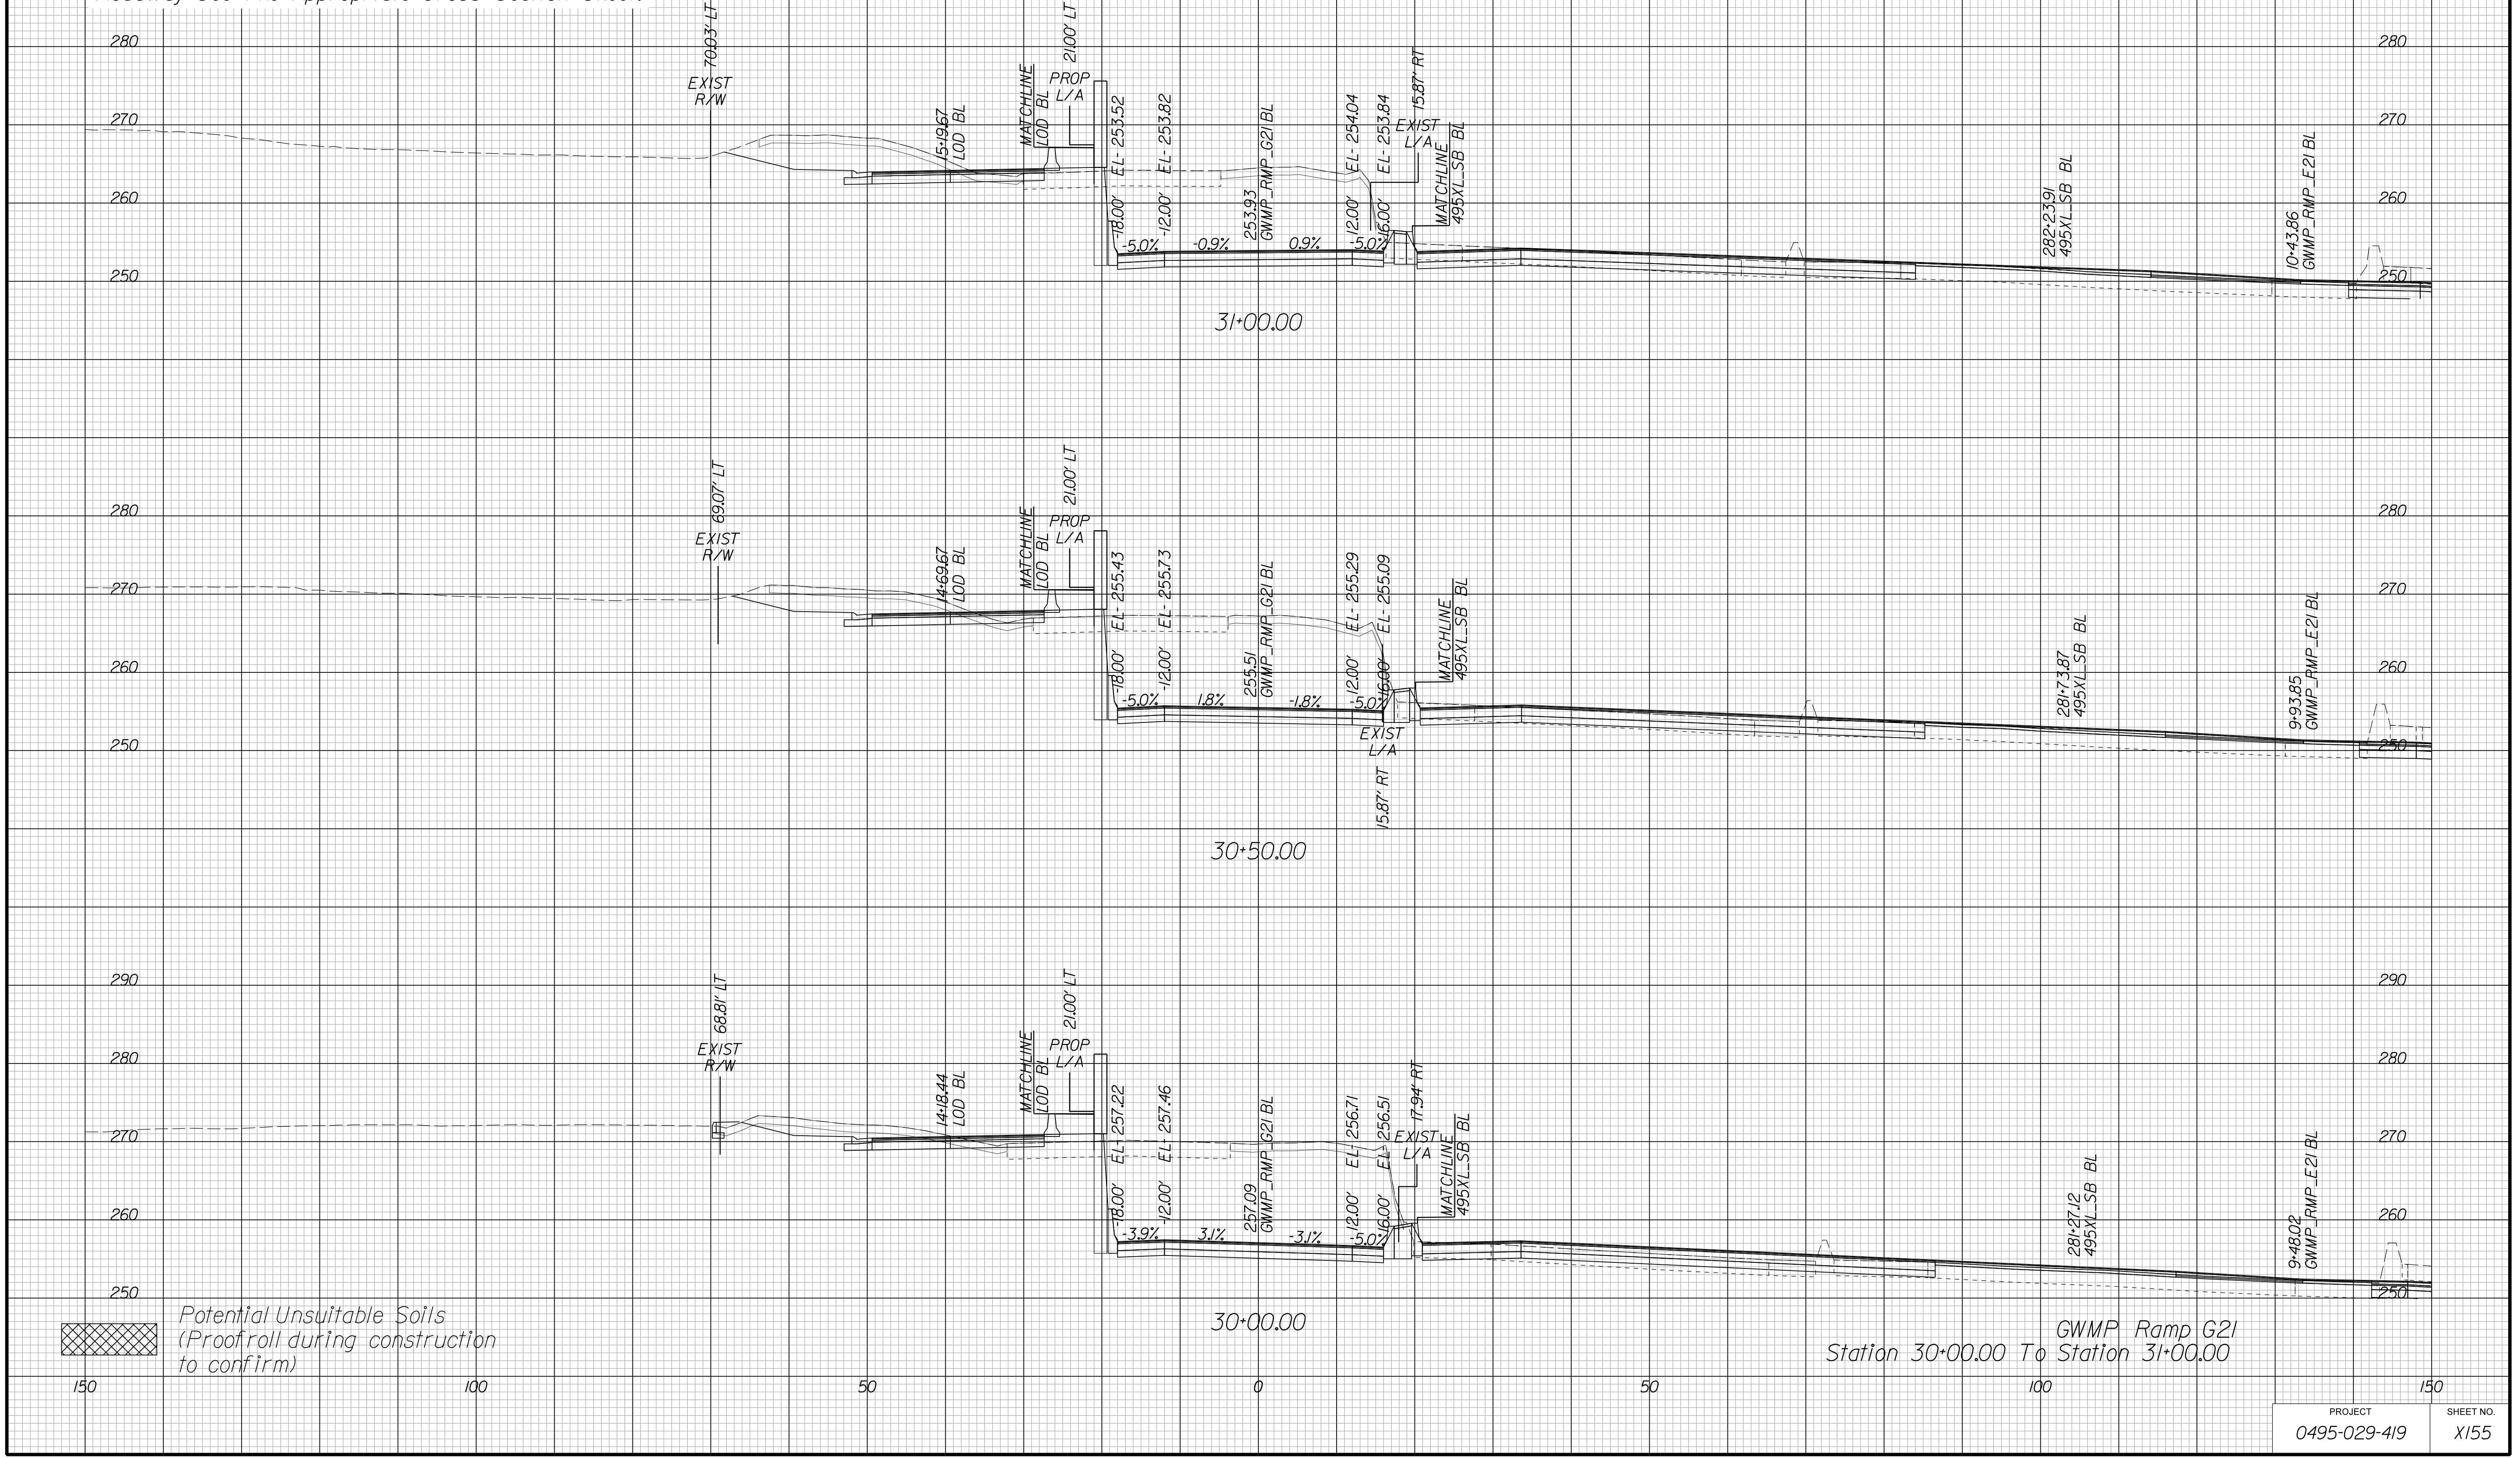 280
280
70.03' LT
EXIST
R/W
21.00' LT
PROP
L/A
MATCHLINE
LOD BL
15+19.67
LOD BL
EL- 253.52
EL- 253.82
253.93
GWMP_RMP_G21 BL
EL- 254.04
EL- 253.84
15.87' RT
EXIST
L/A
MATCHLINE
495XL_SB BL
282+23.91
495XL_SB BL
10+43.86
GWMP_RMP_E21 BL
270
270
260
260
-18.00'
-12.00'
12.00'
16.00'
-5.0%
-0.9%
0.9%
-5.0%
250
250
31+00.00
280
280
69.07' LT
EXIST
R/W
21.00' LT
PROP
L/A
MATCHLINE
LOD BL
14+69.67
LOD BL
EL- 255.43
EL- 255.73
255.51
GWMP_RMP_G21 BL
EL- 255.29
EL- 255.09
MATCHLINE
495XL_SB BL
281+73.87
495XL_SB BL
9+93.85
GWMP_RMP_E21 BL
270
270
260
260
-18.00'
-12.00'
12.00'
16.00'
-5.0%
1.8%
-1.8%
-5.0%
EXIST
L/A
15.87' RT
250
250
30+50.00
290
290
68.81' LT
EXIST
R/W
21.00' LT
PROP
L/A
MATCHLINE
LOD BL
14+18.44
LOD BL
280
280
EL- 257.22
EL- 257.46
257.09
GWMP_RMP_G21 BL
EL- 256.71
EL- 256.51
17.94' RT
EXIST
L/A
MATCHLINE
495XL_SB BL
281+27.12
495XL_SB BL
9+48.02
GWMP_RMP_E21 BL
270
270
260
260
-18.00'
-12.00'
12.00'
16.00'
-3.9%
3.1%
-3.1%
-5.0%
250
250
30+00.00
Potential Unsuitable Soils
(Proofroll during construction
to confirm)
GWMP Ramp G21
Station 30+00.00 To Station 31+00.00
150
100
50
0
50
100
150
PROJECT
0495-029-419
SHEET NO.
X155